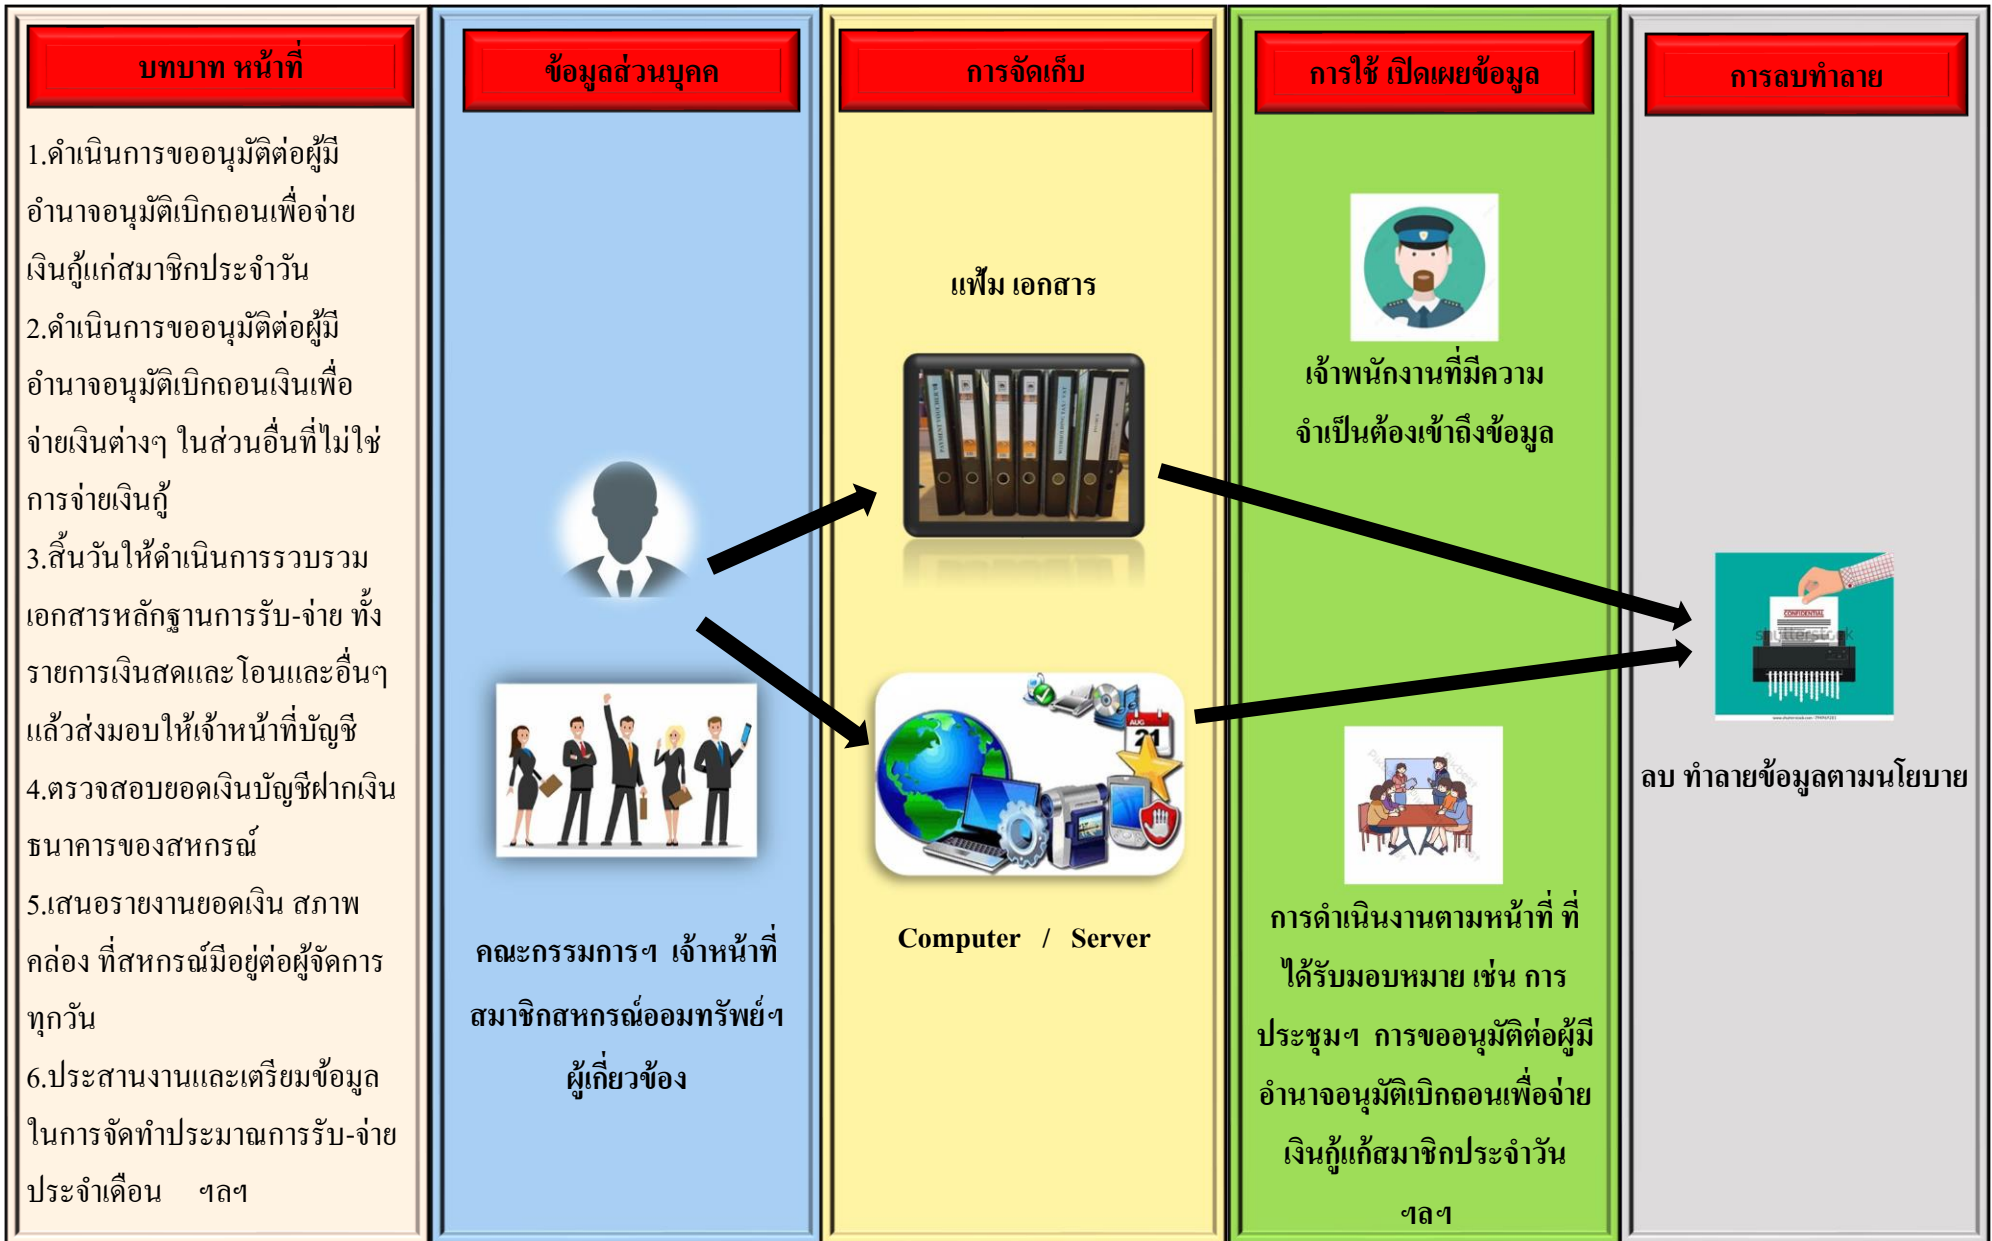 บทบาท หน้าที่
1.ดำเนินการขออนุมัติต่อผู้มี
อำนาจอนุมัติเบิกถอนเพื่อจ่าย
เงินกู้แก่สมาชิกประจำวัน
2.ดำเนินการขออนุมัติต่อผู้มี
อำนาจอนุมัติเบิกถอนเงินเพื่อ
จ่ายเงินต่างๆ ในส่วนอื่นที่ไม่ใช่
การจ่ายเงินกู้
3.สิ้นวันให้ดำเนินการรวบรวม
เอกสารหลักฐานการรับ-จ่าย ทั้ง
รายการเงินสดและโอนและอื่นๆ
แล้วส่งมอบให้เจ้าหน้าที่บัญชี
4.ตรวจสอบยอดเงินบัญชีฝากเงิน
ธนาคารของสหกรณ์
5.เสนอรายงานยอดเงิน สภาพ
คล่อง ที่สหกรณ์มีอยู่ต่อผู้จัดการ
ทุกวัน
6.ประสานงานและเตรียมข้อมูล
ในการจัดทำประมาณการรับ-จ่าย
ประจำเดือน ฯลฯ
ข้อมูลส่วนบุคค
คณะกรรมการฯ เจ้าหน้าที่
สมาชิกสหกรณ์ออมทรัพย์ฯ
ผู้เกี่ยวข้อง
การจัดเก็บ
แฟ้ม เอกสาร
AUG
21
Computer / Server
การใช้ เปิดเผยข้อมูล
เจ้าพนักงานที่มีความ
จำเป็นต้องเข้าถึงข้อมูล
การดำเนินงานตามหน้าที่ ที่
ได้รับมอบหมาย เช่น การ
ประชุมฯ การขออนุมัติต่อผู้มี
อำนาจอนุมัติเบิกถอนเพื่อจ่าย
เงินกู้แก้สมาชิกประจำวัน
ฯลฯ
การลบทำลาย
CONFIDENTIAL
shutterstock
ลบ ทำลายข้อมูลตามนโยบาย